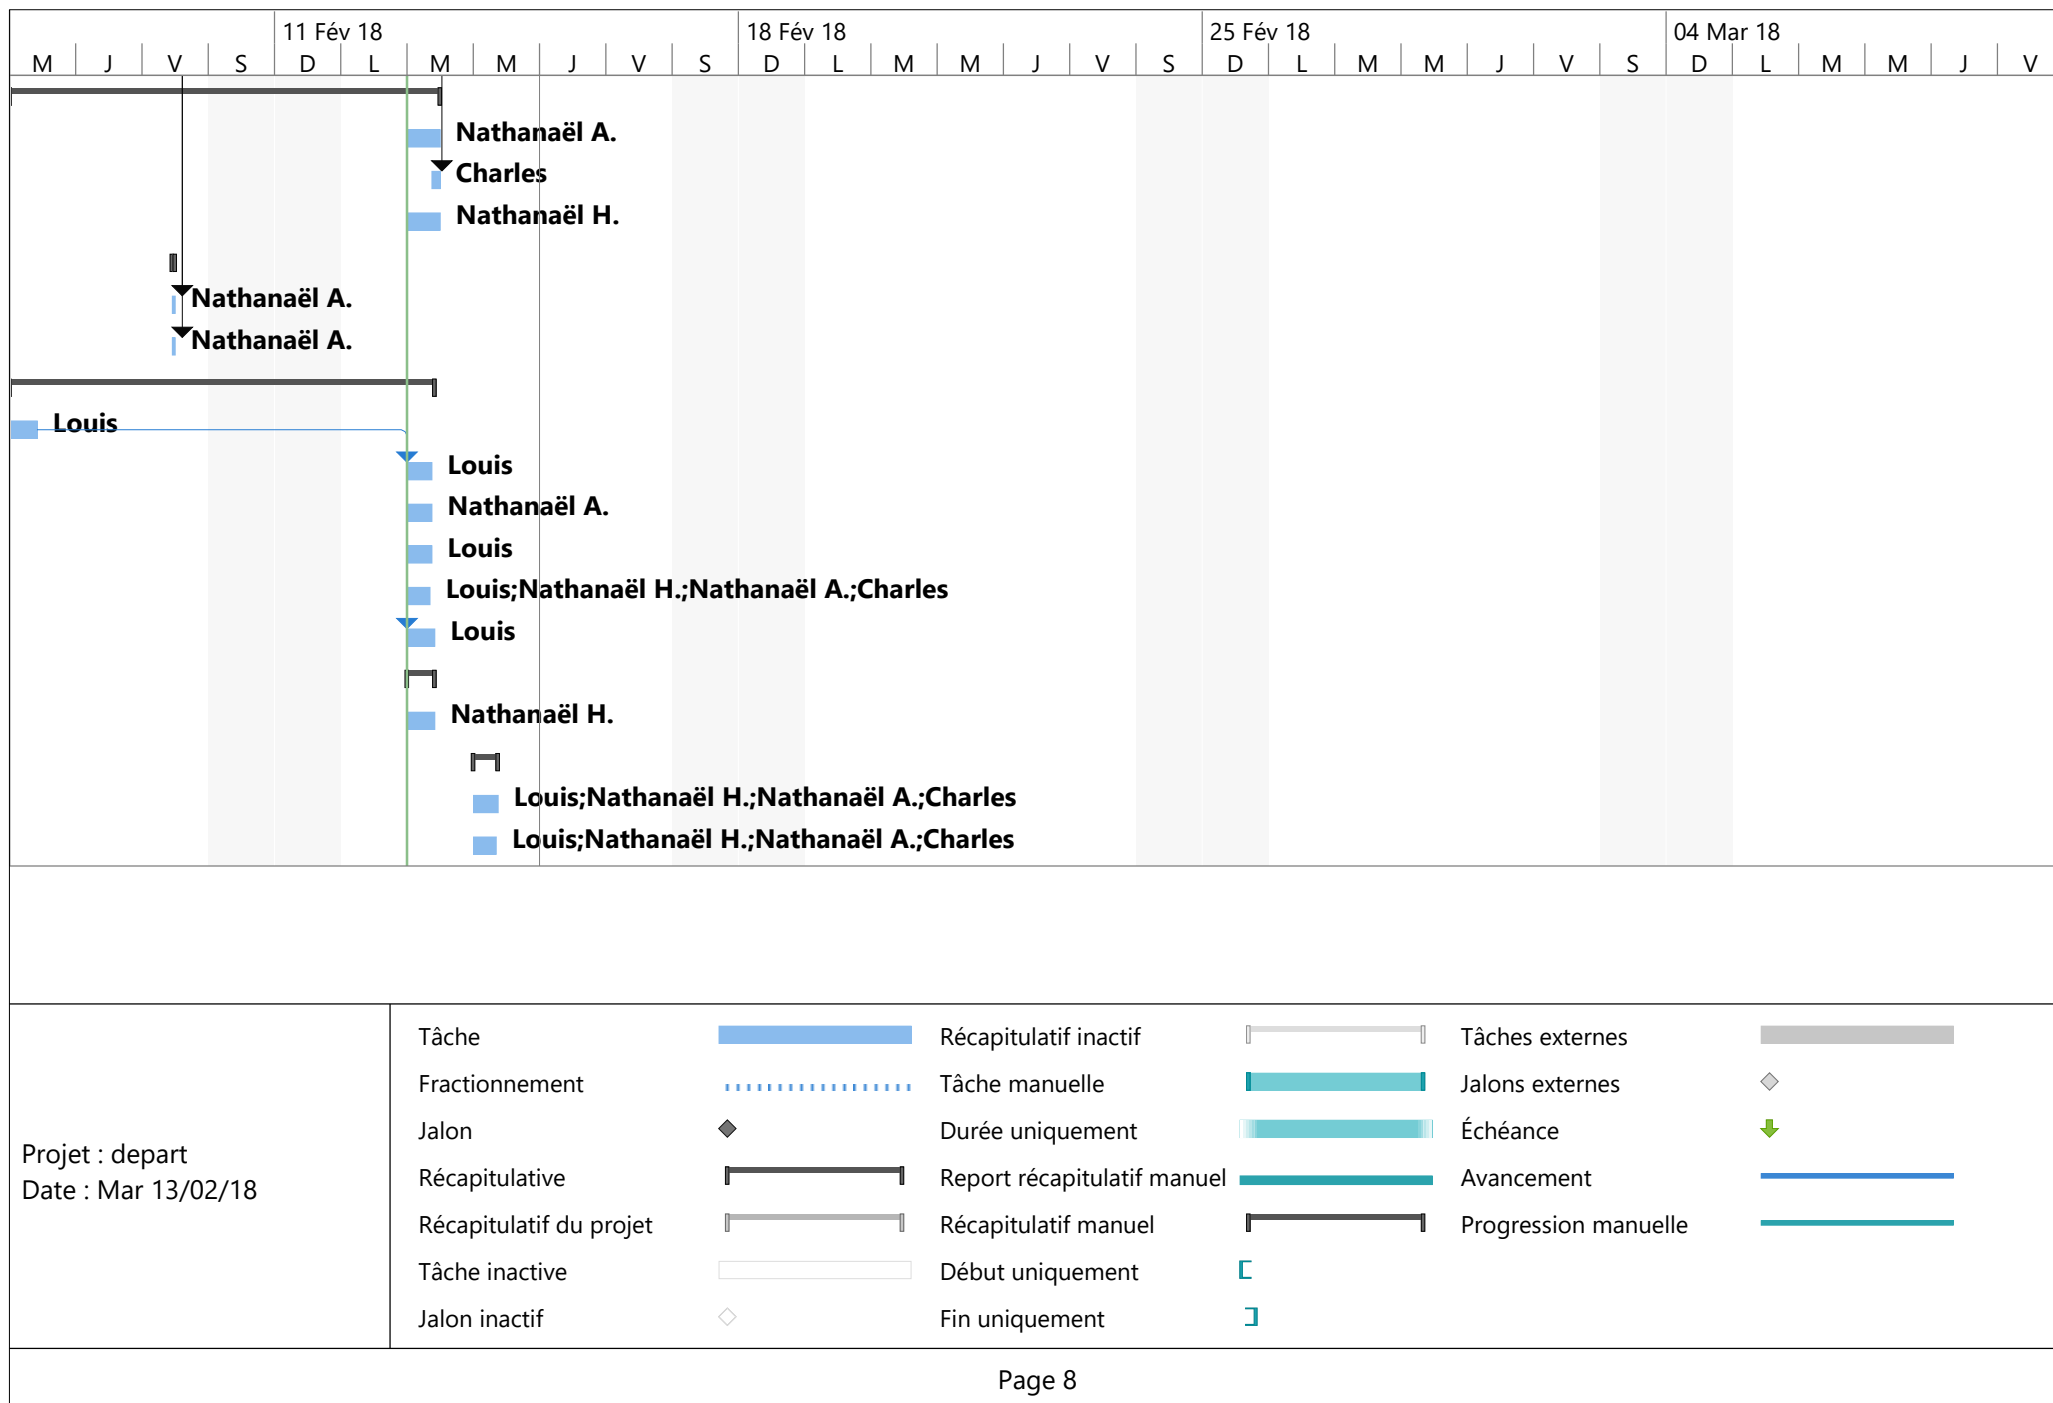 11 Fév 18 18 Fév 18 25 Fév 18 04 Mar 18
M J V S D L M M J V S D L M M J V S D L M M J V S D L M M J V
Nathanaël A.
Charles
Nathanaël H.
Nathanaël A.
Nathanaël A.
Louis
Louis
Nathanaël A.
Louis
Louis;Nathanaël H.;Nathanaël A.;Charles
Louis
Nathanaël H.
Louis;Nathanaël H.;Nathanaël A.;Charles
Louis;Nathanaël H.;Nathanaël A.;Charles
Projet : depart
Date : Mar 13/02/18
Tâche
Fractionnement
Jalon
Récapitulative
Récapitulatif du projet
Tâche inactive
Jalon inactif
Récapitulatif inactif
Tâche manuelle
Durée uniquement
Report récapitulatif manuel
Récapitulatif manuel
Début uniquement
Fin uniquement
Tâches externes
Jalons externes
Échéance
Avancement
Progression manuelle
Page 8